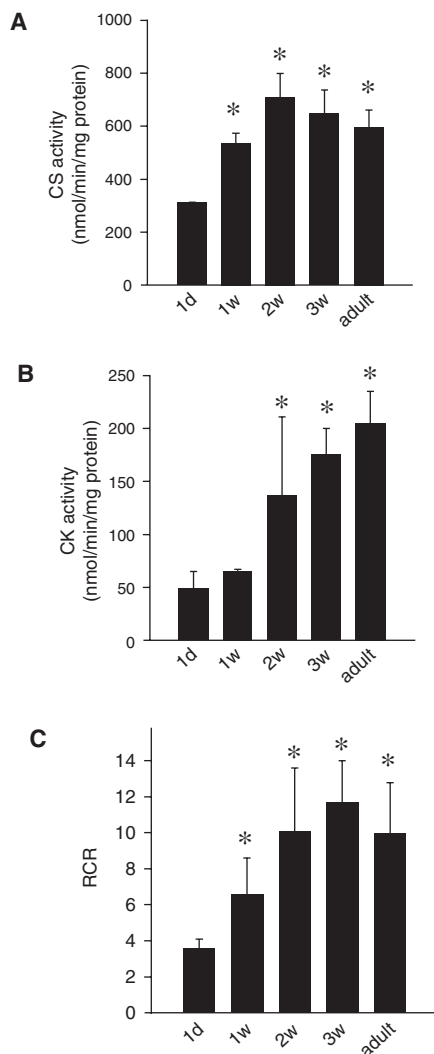 A
CS activity
(nmol/min/mg protein)
1000
800
600
400
200
0
*
*
*
*
1d
1w
2w
3w
adult
B
CK activity
(nmol/min/mg protein)
250
200
150
100
50
0
*
*
*
1d
1w
2w
3w
adult
C
RCR
14
12
10
8
6
4
2
0
*
*
*
*
1d
1w
2w
3w
adult